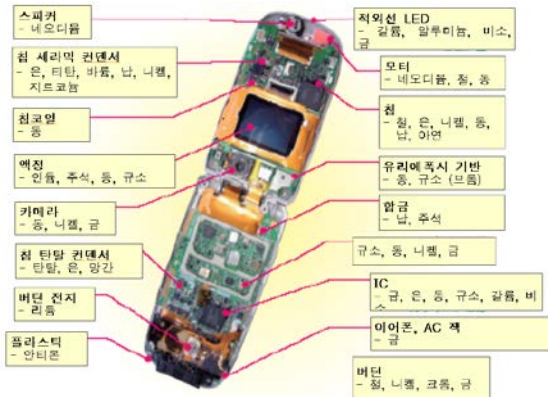 스피커
- 네오디뮴
칩 세라믹 컨덴서
- 은, 티탄, 바륨, 납, 니켈,
지르코늄
칩코일
- 동
액정
- 인듐, 주석, 동, 규소
카메라
- 동, 니켈, 금
칩 탄탈 컨덴서
- 탄탈, 은, 망간
버턴 전지
- 리튬
플라스틱
- 안티몬
적외선 LED
- 갈륨, 알루미늄, 비소,
금
모터
- 네오디뮴, 철, 동
칩
- 철, 은, 니켈, 동,
납, 아연
유리에폭시 기반
- 동, 규소 (브롬)
합금
- 납, 주석
규소, 동, 니켈, 금
IC
- 금, 은, 동, 규소, 갈륨, 비
소
이어폰, AC 잭
- 금
버턴
- 철, 니켈, 크롬, 금